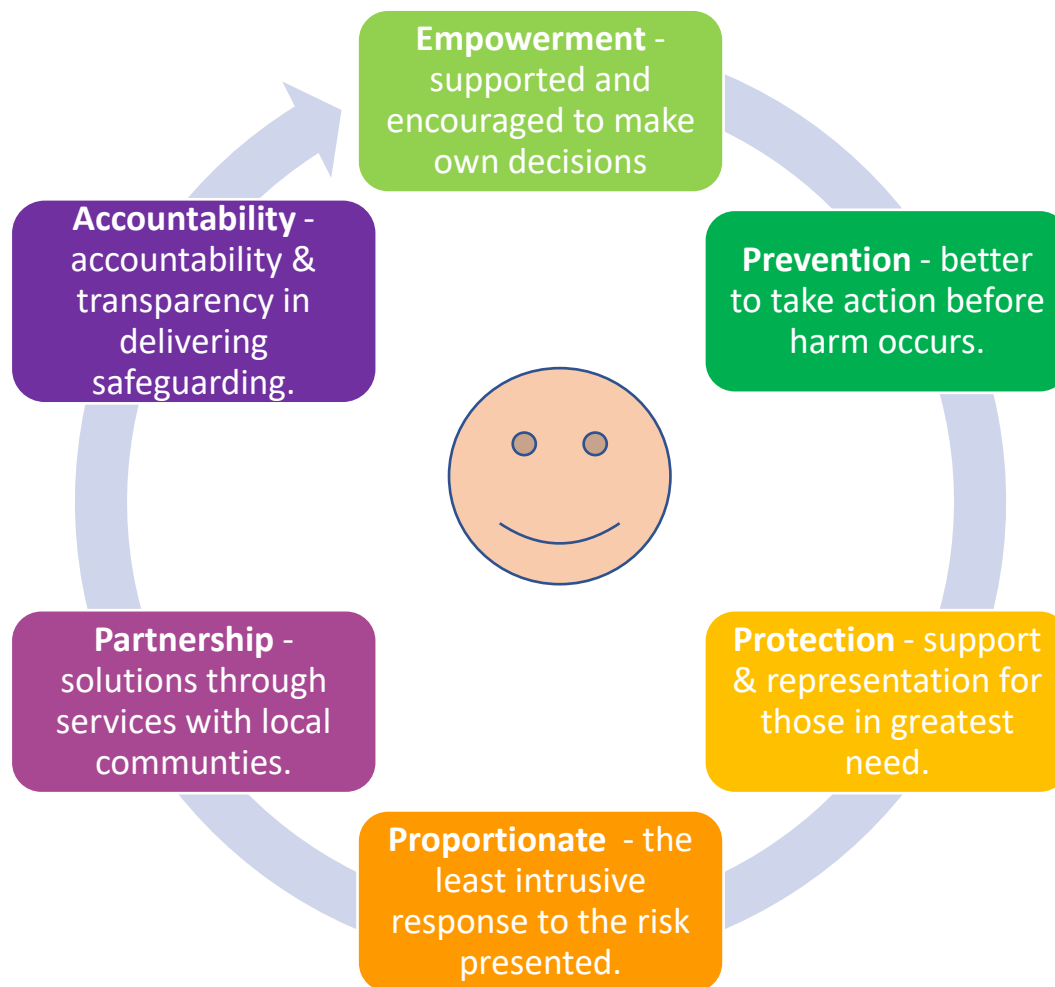 Empowerment -
supported and
encouraged to make
own decisions
Prevention - better
to take action before
harm occurs.
Protection - support
& representation for
those in greatest
need.
Proportionate  - the
least intrusive
response to the risk
presented.
Partnership -
solutions through
services with local
communties.
Accountability -
accountability &
transparency in
delivering
safeguarding.